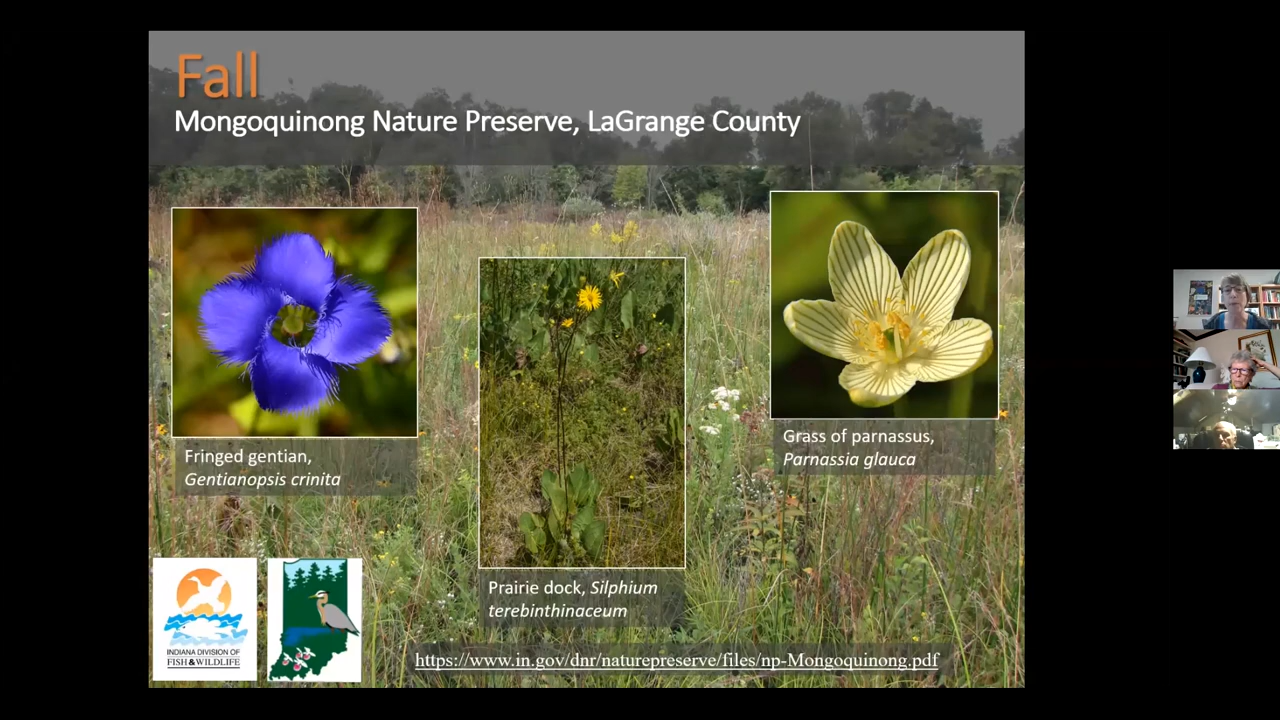 Fall
Mongoquinong Nature Preserve, LaGrange County
Fringed gentian,
Gentianopsis crinita
Prairie dock, Silphium
terebinthinaceum
Grass of parnassus,
Parnassia glauca
INDIANA DIVISION OF
FISH & WILDLIFE
https://www.in.gov/dnr/naturepreserve/files/np-Mongoquinong.pdf